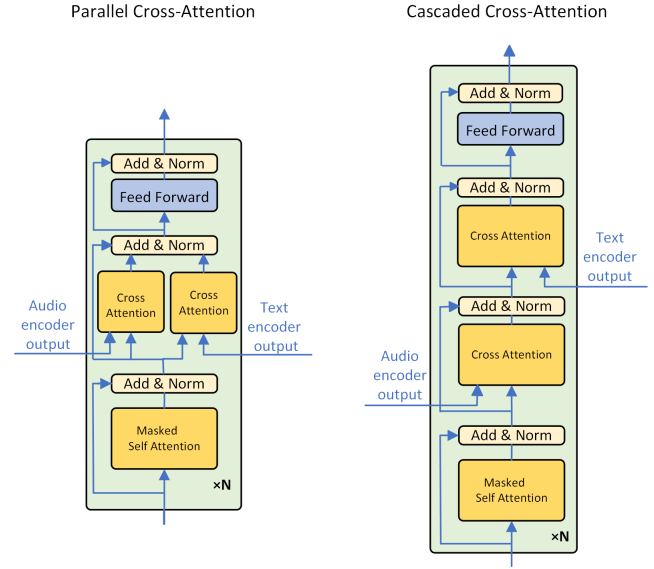 Parallel Cross-Attention
Add & Norm
Feed Forward
Add & Norm
Cross
Attention
Cross
Attention
Audio
encoder
output
Text
encoder
output
Add & Norm
Masked
Self Attention
×N
Cascaded Cross-Attention
Add & Norm
Feed Forward
Add & Norm
Cross Attention
Text
encoder
output
Add & Norm
Cross Attention
Audio
encoder
output
Add & Norm
Masked
Self Attention
×N